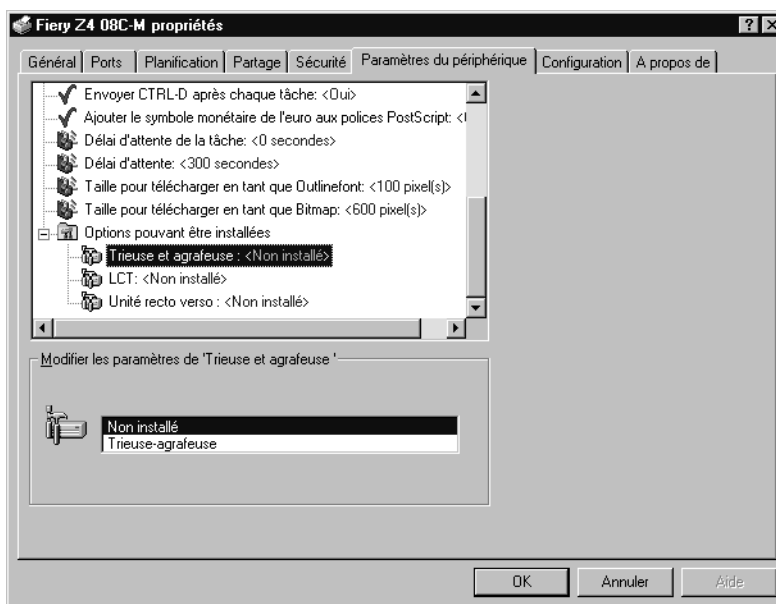 Fiery Z4 08C-M propriétés
Général Ports Planification Partage Sécurité Paramètres du périphérique Configuration A propos de
Envoyer CTRL-D après chaque tâche: <Oui>
Ajouter le symbole monétaire de l'euro aux polices PostScript: <
Délai d'attente de la tâche: <0 secondes>
Délai d'attente: <300 secondes>
Taille pour télécharger en tant que Outlinefont: <100 pixel(s)>
Taille pour télécharger en tant que Bitmap: <600 pixel(s)>
Options pouvant être installées
Trieuse et agrafeuse : <Non installé>
LCT: <Non installé>
Unité recto verso : <Non installé>
Modifier les paramètres de 'Trieuse et agrafeuse '
Non installé
Trieuse-agrafeuse
OK Annuler Aide